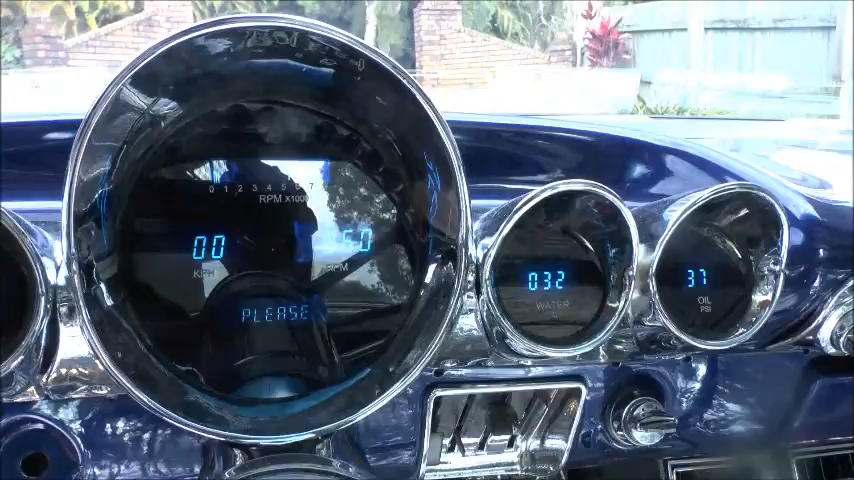 0 1 2 3 4 5 6 7
RPM X1000
00
KPH
RPM
PLEASE
032
WATER
37
OIL
PSI